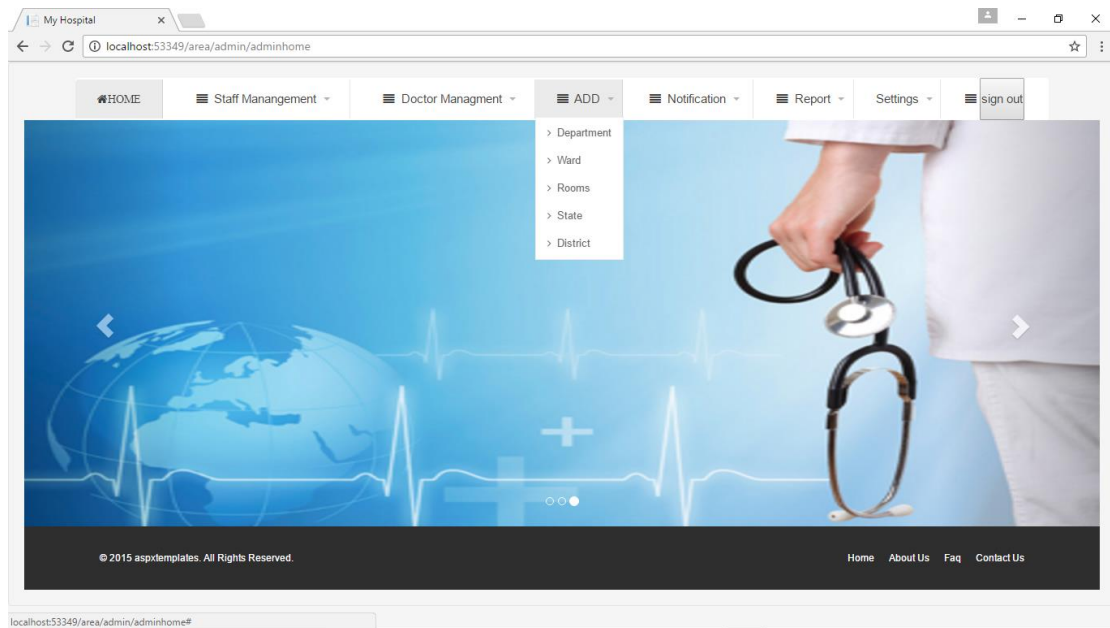 My Hospital
localhost:53349/area/admin/adminhome
HOME Staff Manangement Doctor Managment ADD Notification Report Settings sign out
> Department
> Ward
> Rooms
> State
> District
© 2015 aspxtemplates. All Rights Reserved. Home About Us Faq Contact Us
localhost:53349/area/admin/adminhome#